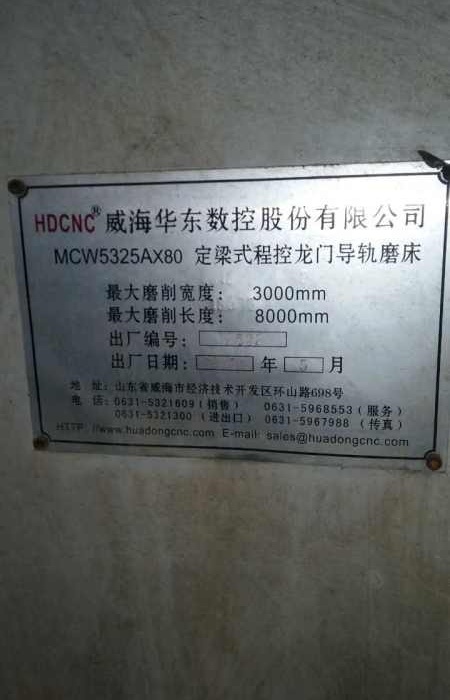 HDCNC® 威海华东数控股份有限公司
MCW5325AX80 定梁式程控龙门导轨磨床
最大磨削宽度: 3000mm
最大磨削长度: 8000mm
出厂编号:
出厂日期: 年 5 月
地 址: 山东省威海市经济技术开发区环山路698号
电 话: 0631-5321609 (销售) 0631-5968553 (服务)
0631-5321300 (进出口) 0631-5967988 (传真)
HTTP://www.huadongcnc.com E-mail: sales@huadongcnc.com